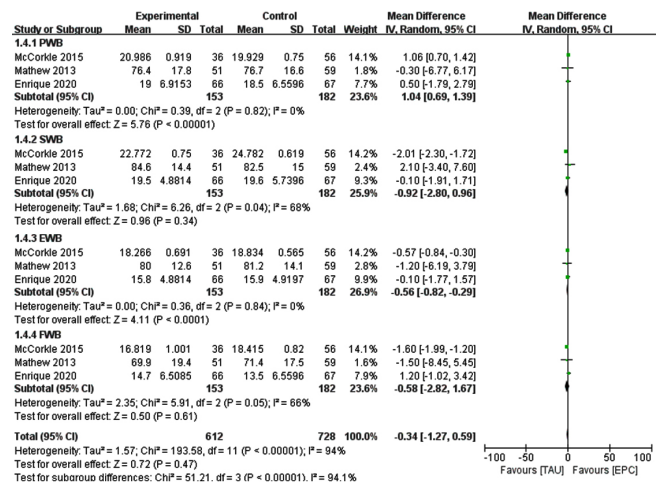 Experimental Control Mean Difference Mean Difference
Study or Subgroup Mean SD Total Mean SD Total Weight IV, Random, 95% CI IV, Random, 95% CI
1.4.1 PWB
McCorkle 2015 20.986 0.919 36 19.929 0.75 56 14.1% 1.06 [0.70, 1.42]
Mathew 2013 76.4 17.8 51 76.7 16.6 59 1.8% -0.30 [-6.77, 6.17]
Enrique 2020 19 6.9153 66 18.5 6.5596 67 7.7% 0.50 [-1.79, 2.79]
Subtotal (95% CI) 153 182 23.6% 1.04 [0.69, 1.39]
Heterogeneity: Tau² = 0.00; Chi² = 0.39, df = 2 (P = 0.82); I² = 0%
Test for overall effect: Z = 5.76 (P < 0.00001)
1.4.2 SWB
McCorkle 2015 22.772 0.75 36 24.782 0.619 56 14.2% -2.01 [-2.30, -1.72]
Mathew 2013 84.6 14.4 51 82.5 15 59 2.4% 2.10 [-3.40, 7.60]
Enrique 2020 19.5 4.8814 66 19.6 5.7396 67 9.3% -0.10 [-1.91, 1.71]
Subtotal (95% CI) 153 182 25.9% -0.92 [-2.80, 0.96]
Heterogeneity: Tau² = 1.68; Chi² = 6.26, df = 2 (P = 0.04); I² = 68%
Test for overall effect: Z = 0.96 (P = 0.34)
1.4.3 EWB
McCorkle 2015 18.266 0.691 36 18.834 0.565 56 14.2% -0.57 [-0.84, -0.30]
Mathew 2013 80 12.6 51 81.2 14.1 59 2.8% -1.20 [-6.19, 3.79]
Enrique 2020 15.8 4.8814 66 15.9 4.9197 67 9.9% -0.10 [-1.77, 1.57]
Subtotal (95% CI) 153 182 26.9% -0.56 [-0.82, -0.29]
Heterogeneity: Tau² = 0.00; Chi² = 0.36, df = 2 (P = 0.84); I² = 0%
Test for overall effect: Z = 4.11 (P < 0.0001)
1.4.4 FWB
McCorkle 2015 16.819 1.001 36 18.415 0.82 56 14.2% -1.60 [-1.99, -1.20]
Mathew 2013 69.9 19.4 51 71.4 17.5 59 1.6% -1.50 [-8.45, 5.45]
Enrique 2020 14.7 6.5085 66 13.5 6.5596 67 7.9% 1.20 [-1.02, 3.42]
Subtotal (95% CI) 153 182 23.6% -0.58 [-2.82, 1.67]
Heterogeneity: Tau² = 2.35; Chi² = 5.91, df = 2 (P = 0.05); I² = 66%
Test for overall effect: Z = 0.50 (P = 0.61)
Total (95% CI) 612 728 100.0% -0.34 [-1.27, 0.59]
Heterogeneity: Tau² = 1.57; Chi² = 193.58, df = 11 (P < 0.00001); I² = 94%
Test for overall effect: Z = 0.72 (P = 0.47)
Test for subgroup differences: Chi² = 51.21, df = 3 (P < 0.00001), I² = 94.1%
-100 -50 0 50 100
Favours [TAU] Favours [EPC]